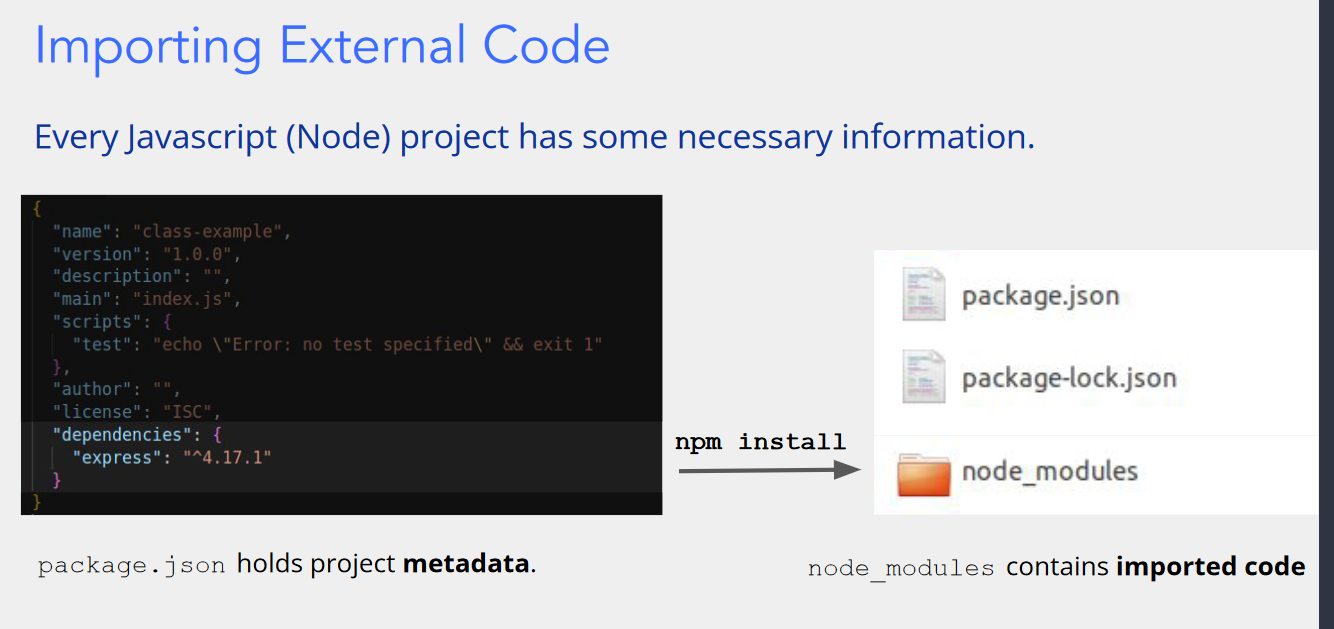 Importing External Code
Every Javascript (Node) project has some necessary information.
{
"name": "class-example",
"version": "1.0.0",
"description": "",
"main": "index.js",
"scripts": {
"test": "echo \"Error: no test specified\" && exit 1"
},
"author": "",
"license": "ISC",
"dependencies": {
"express": "^4.17.1"
}
}
npm install
package.json
package-lock.json
node_modules
package.json holds project metadata.
node_modules contains imported code